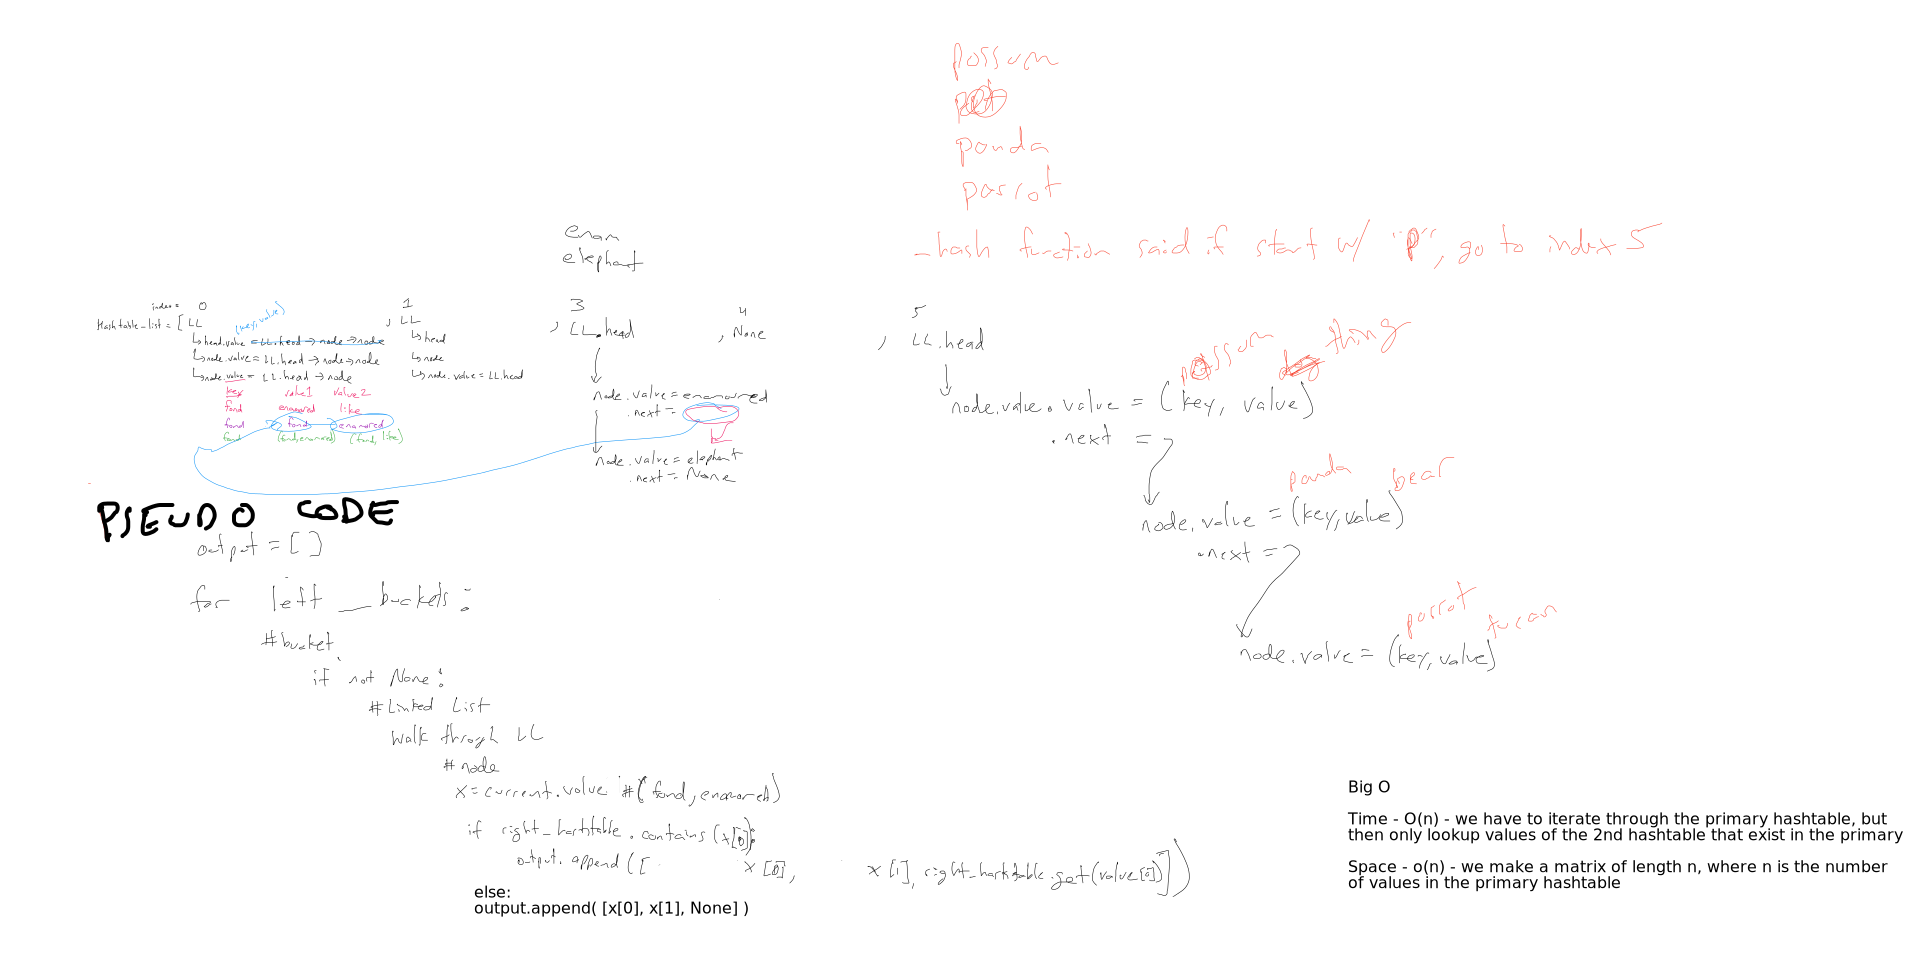 possum
panda
parrot
- hash function said if start w/ "p", go to index 5
enam
elephant
index = 0 1 3 4 5
Hashtable_list = [ LL , LL , LL.head , None , LL.head
(key, value)
↳ head.value = LL.head → node → node ↳ head
↳ node.value = LL.head → node → node ↳ node
↳ node.value = LL.head → node ↳ node.value = LL.head
key value1 value2
fond enamored like
fond fond enamored
fond (fond, enamored) (fond, like)
node.value = enamored
.next =
node.value = elephant
.next = None
possum thing
node.value.value = (key, value)
.next =
panda bear
node.value = (key, value)
.next =
parrot tucan
node.value = (key, value)
PSEUDO CODE
output = []
for left_buckets:
#bucket
if not None:
#Linked List
Walk through LL
#node
x = current.value #(fond, enamored)
if right_hashtable.contains(x[0]):
output.append([ x[0], x[1], right_hashtable.get(value[0])])
else:
output.append( [x[0], x[1], None] )
Big O
Time - O(n) - we have to iterate through the primary hashtable, but
then only lookup values of the 2nd hashtable that exist in the primary
Space - o(n) - we make a matrix of length n, where n is the number
of values in the primary hashtable